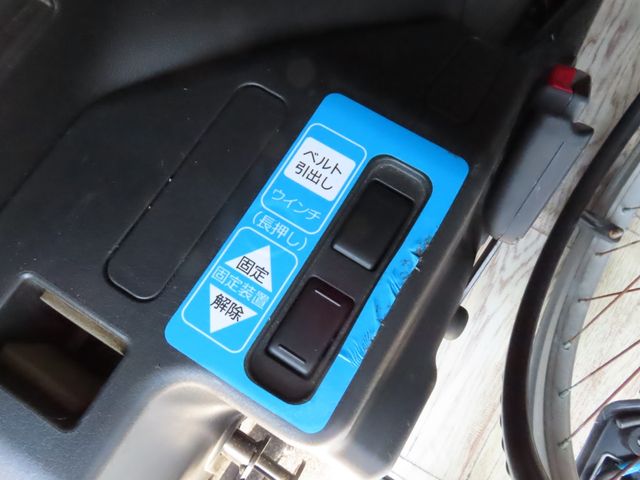 ベルト
引出し
ウインチ
(長押し)
固定
固定装置
解除